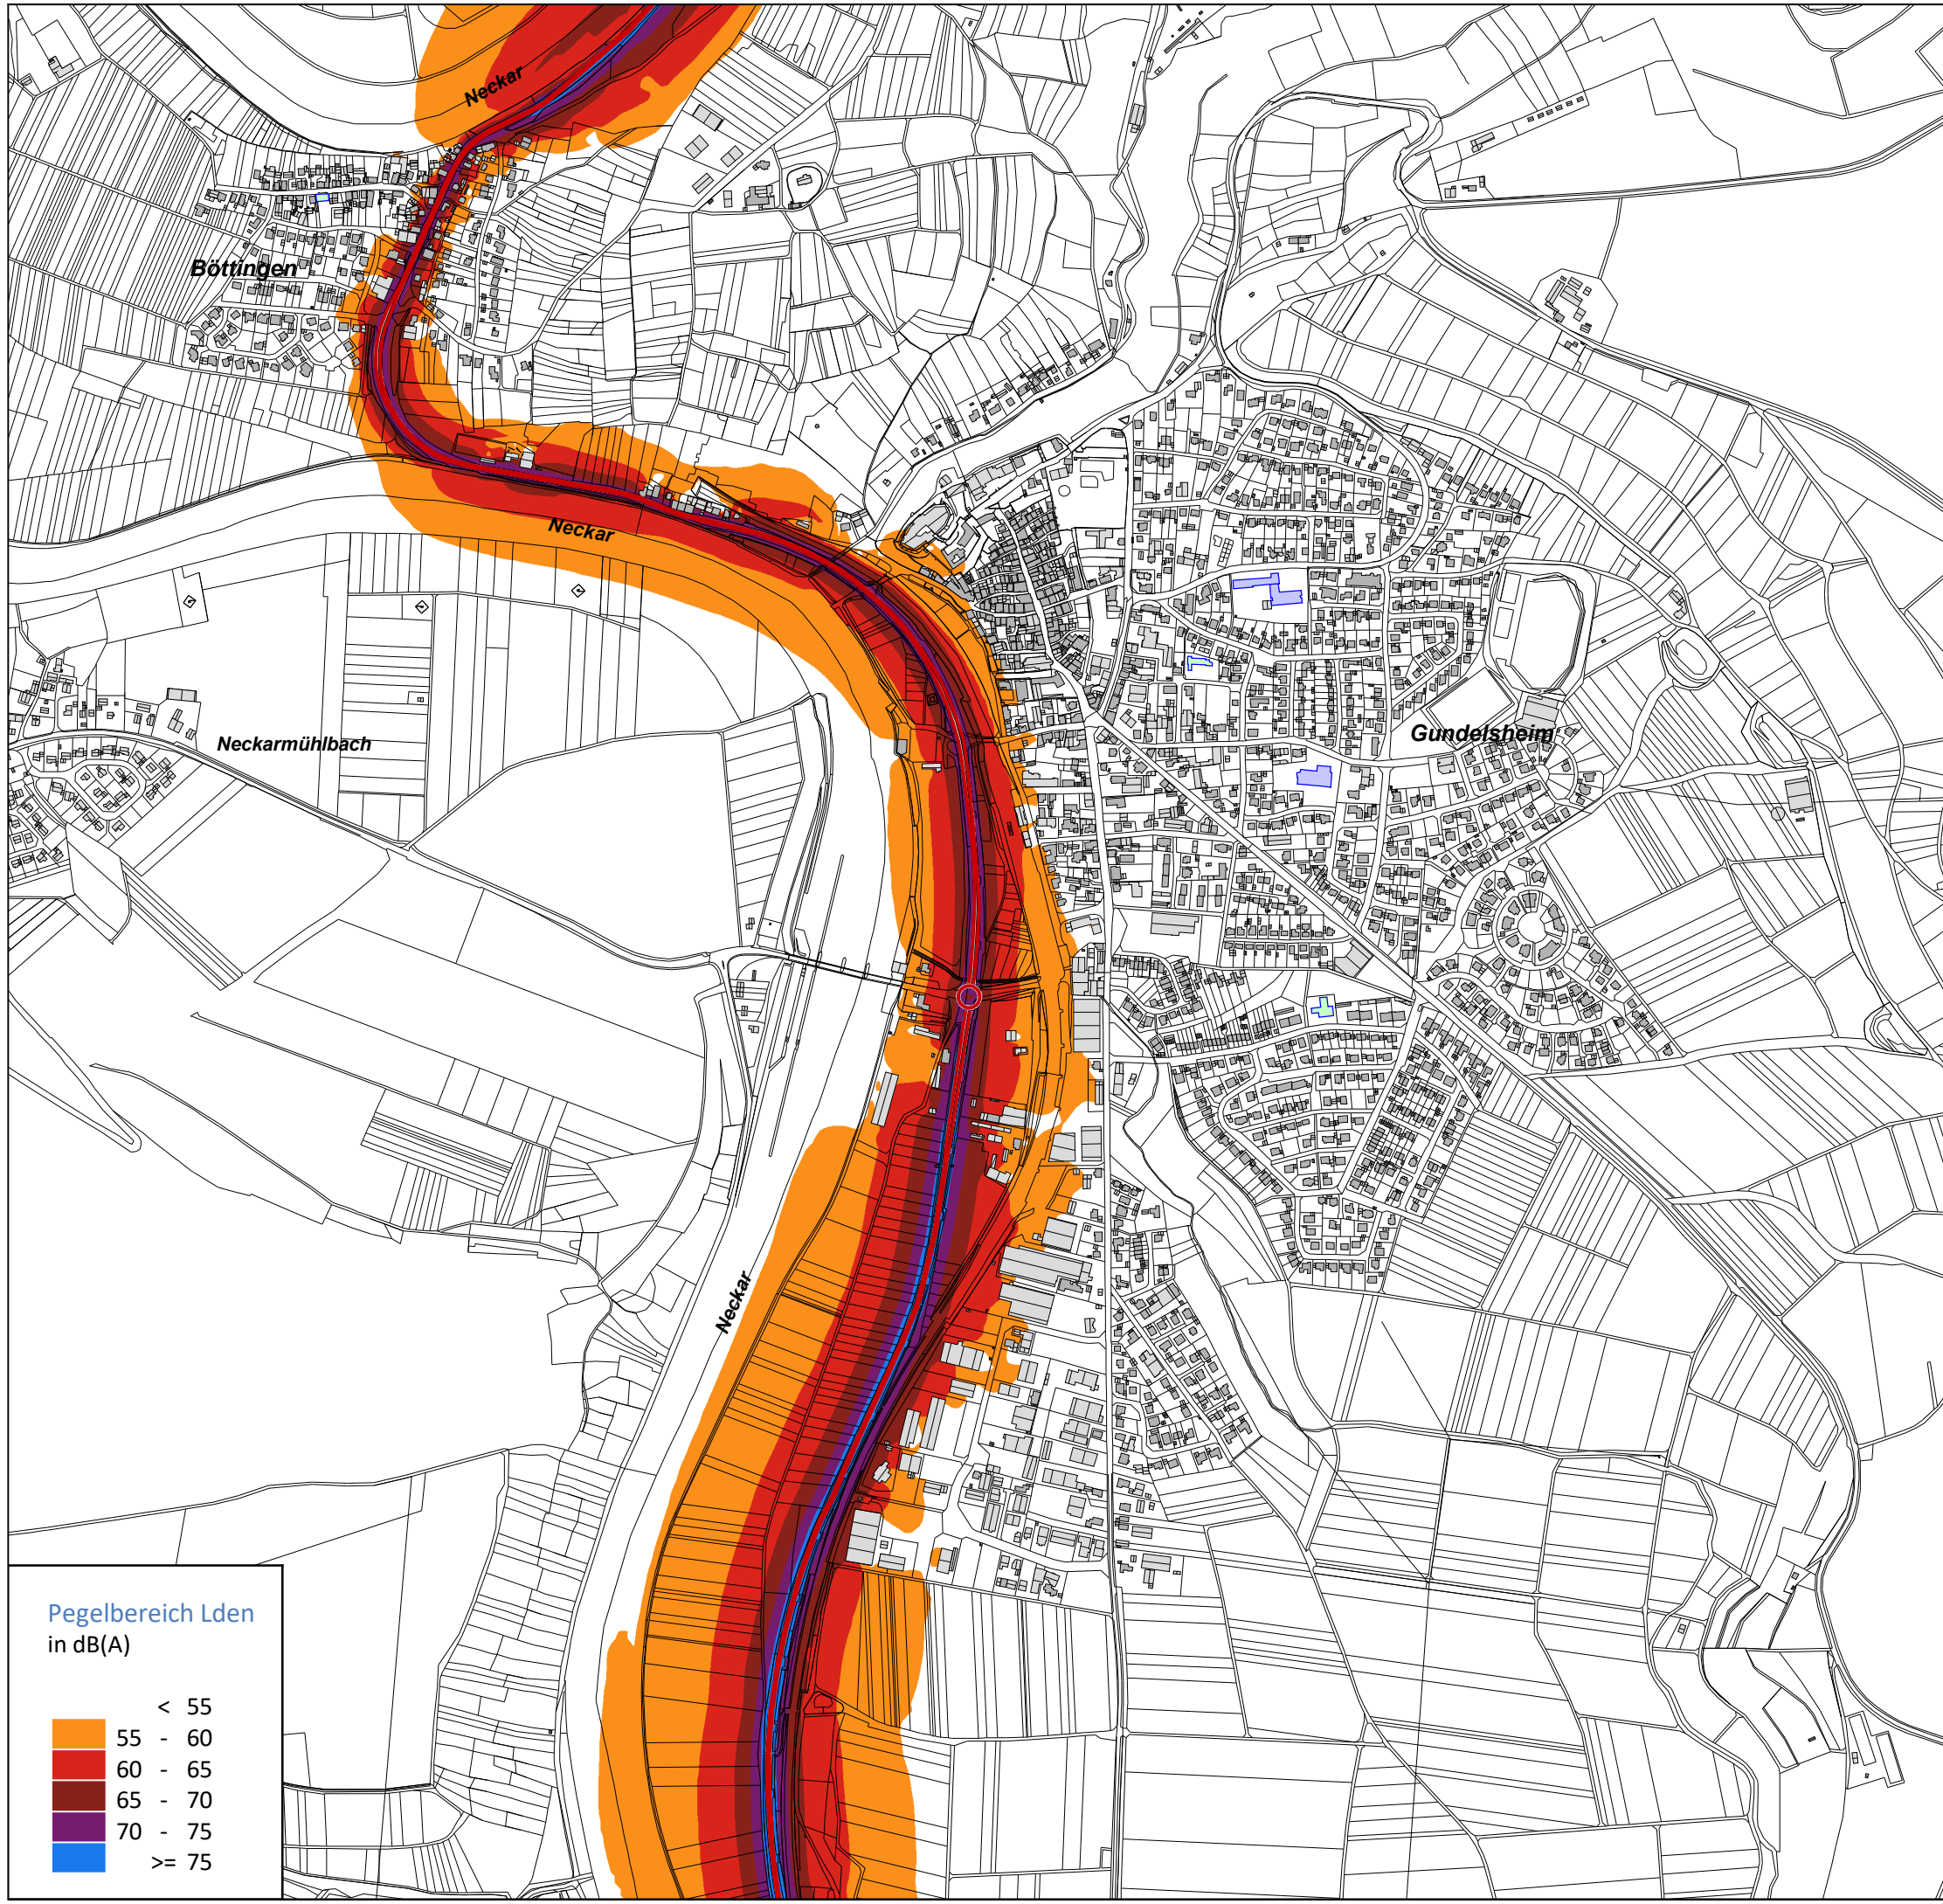 Neckar
Böttingen
Neckar
Neckarmühlbach
Gundelsheim
Neckar
Pegelbereich Lden
in dB(A)
< 55
55 - 60
60 - 65
65 - 70
70 - 75
>= 75